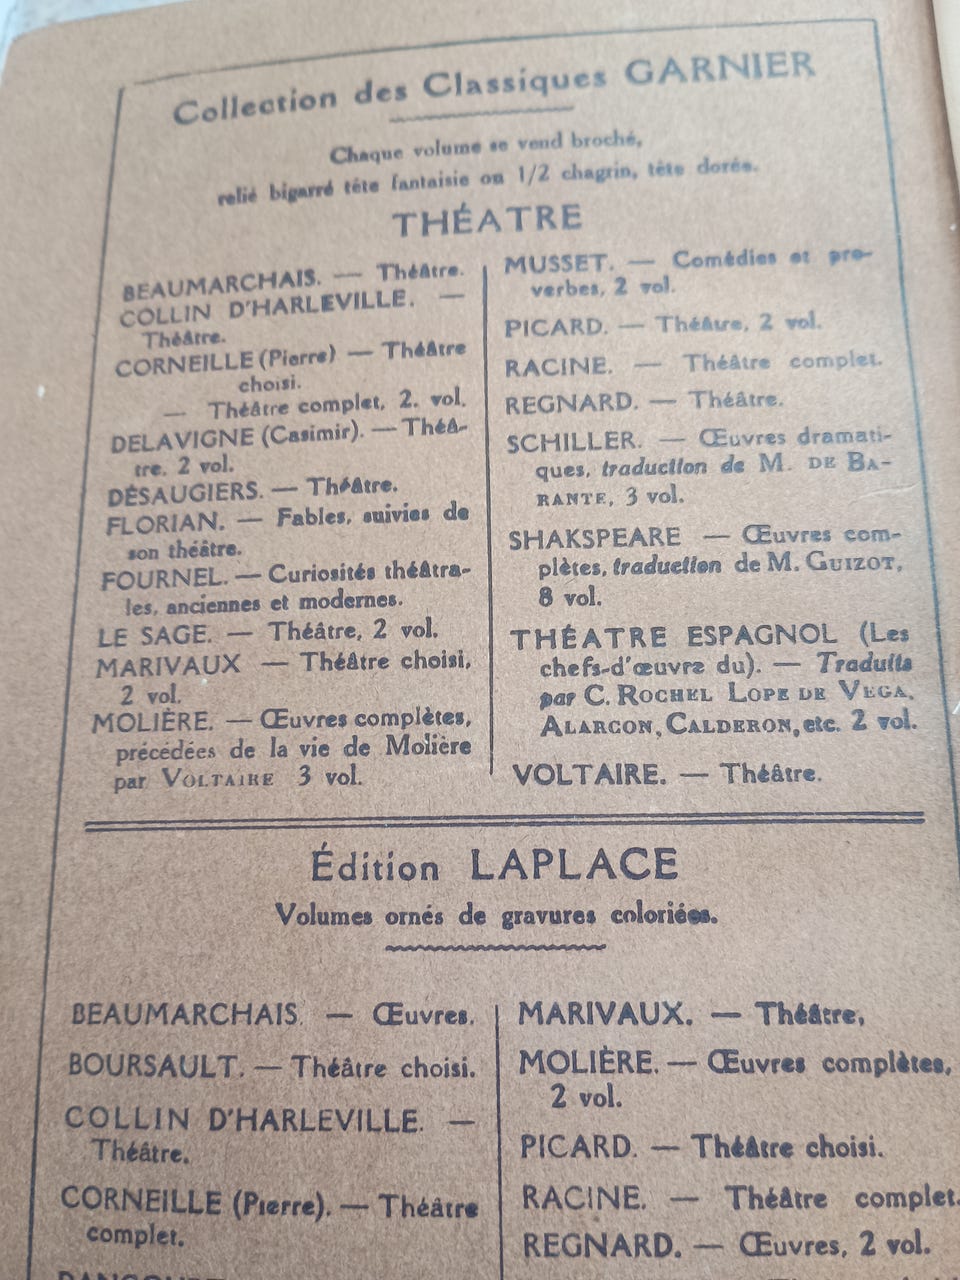 Collection des Classiques GARNIER
Chaque volume se vend broché,
relié bigarré tête fantaisie ou 1/2 chagrin, tête dorée.
THÉATRE
BEAUMARCHAIS. — Théâtre.
COLLIN D'HARLEVILLE. —
Théâtre.
CORNEILLE (Pierre) — Théâtre
choisi.
— Théâtre complet, 2. vol.
DELAVIGNE (Casimir). — Théâ-
tre. 2 vol.
DÉSAUGIERS. — Théâtre.
FLORIAN. — Fables, suivies de
son théâtre.
FOURNEL. — Curiosités théâtra-
les, anciennes et modernes.
LE SAGE. — Théâtre, 2 vol.
MARIVAUX — Théâtre choisi,
2 vol.
MOLIÈRE. — Œuvres complètes,
précédées de la vie de Molière
par VOLTAIRE 3 vol.
MUSSET. — Comédies et pro-
verbes, 2 vol.
PICARD. — Théâtre, 2 vol.
RACINE. — Théâtre complet.
REGNARD. — Théâtre.
SCHILLER. — Œuvres dramati-
ques, traduction de M. DE BA-
RANTE, 3 vol.
SHAKSPEARE — Œuvres com-
plètes, traduction de M. GUIZOT,
8 vol.
THÉATRE ESPAGNOL (Les
chefs-d'œuvre du). — Traduits
par C. ROCHEL LOPE DE VEGA,
ALARCON, CALDERON, etc. 2 vol.
VOLTAIRE. — Théâtre.
Édition LAPLACE
Volumes ornés de gravures coloriées.
BEAUMARCHAIS. — Œuvres.
BOURSAULT. — Théâtre choisi.
COLLIN D'HARLEVILLE. —
Théâtre.
CORNEILLE (Pierre). — Théâtre
complet.
MARIVAUX. — Théâtre,
MOLIÈRE. — Œuvres complètes,
2 vol.
PICARD. — Théâtre choisi.
RACINE. — Théâtre complet.
REGNARD. — Œuvres, 2 vol.